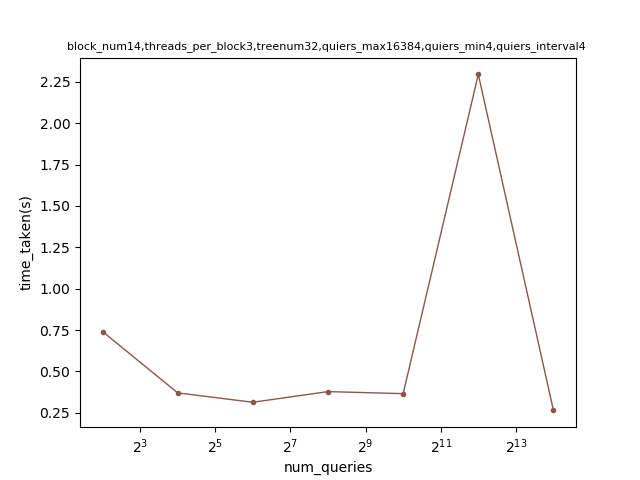 block_num14,threads_per_block3,treenum32,quiers_max16384,quiers_min4,quiers_interval4
2.25
2.00
1.75
1.50
1.25
1.00
0.75
0.50
0.25
time_taken(s)
2^3 2^5 2^7 2^9 2^11 2^13
num_queries